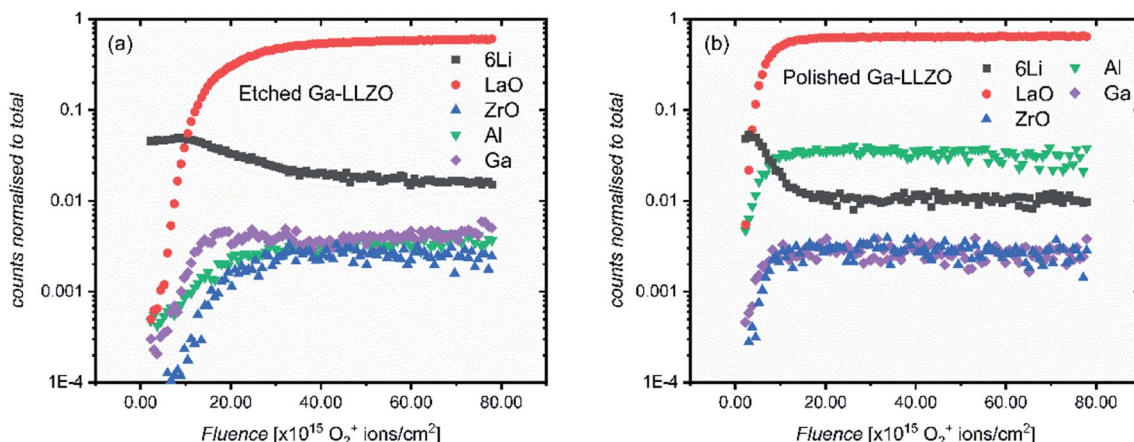 (a)
6Li
LaO
ZrO
Al
Ga
Etched Ga-LLZO
counts normalised to total
1
0.1
0.01
0.001
1E-4
0.00 20.00 40.00 60.00 80.00
Fluence [x10¹⁵ O₂⁺ ions/cm²]
(b)
6Li
LaO
ZrO
Al
Ga
Polished Ga-LLZO
counts normalised to total
1
0.1
0.01
0.001
1E-4
0.00 20.00 40.00 60.00 80.00
Fluence [x10¹⁵ O₂⁺ ions/cm²]